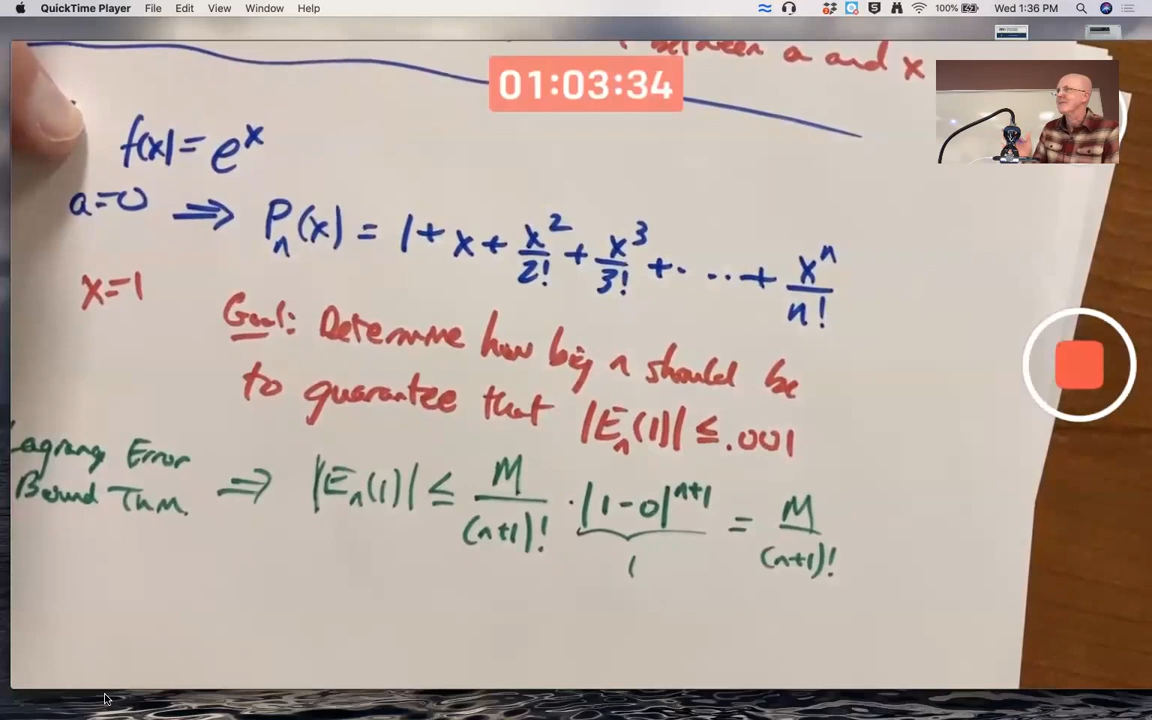 QuickTime Player File Edit View Window Help 100% Wed 1:36 PM
between a and x
01:03:34
f(x) = e^x
a=0 ⇒ P_n(x) = 1 + x + x^2/2! + x^3/3! + ..... + x^n/n!
x=1
Goal: Determine how big n should be
to guarantee that |E_n(1)| ≤ .001
Lagrang Error
Bound Thm. ⇒ |E_n(1)| ≤ M/(n+1)! · |1-0|^{n+1} = M/(n+1)!
1